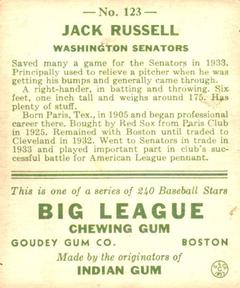 — No. 123 —
JACK RUSSELL
WASHINGTON SENATORS
Saved many a game for the Senators in 1933.
Principally used to relieve a pitcher when he was
getting his bumps and generally came through.
A right-hander, in batting and throwing. Six
feet, one inch tall and weighs around 175. Has
plenty of stuff.
Born Paris, Tex., in 1905 and began professional
career there. Bought by Red Sox from Paris Club
in 1925. Remained with Boston until traded to
Cleveland in 1932. Went to Senators in trade in
1933 and played important part in club's suc-
cessful battle for American League pennant.
This is one of a series of 240 Baseball Stars
BIG LEAGUE
CHEWING GUM
GOUDEY GUM CO. BOSTON
Made by the originators of
INDIAN GUM